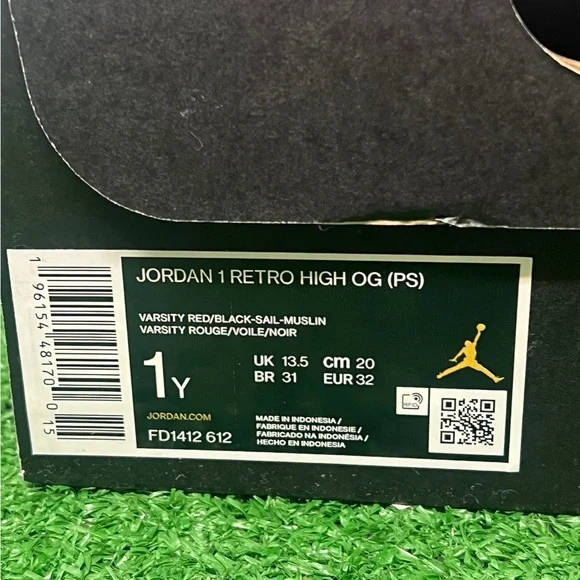 JORDAN 1 RETRO HIGH OG (PS)
VARSITY RED/BLACK-SAIL-MUSLIN
VARSITY ROUGE/VOILE/NOIR
1Y
UK 13.5 cm 20
BR 31 EUR 32
JORDAN.COM
FD1412 612
MADE IN INDONESIA /
FABRIQUE EN INDONESIE /
FABRICADO NA INDONÉSIA /
HECHO EN INDONESIA
1 96154 48170 0 15